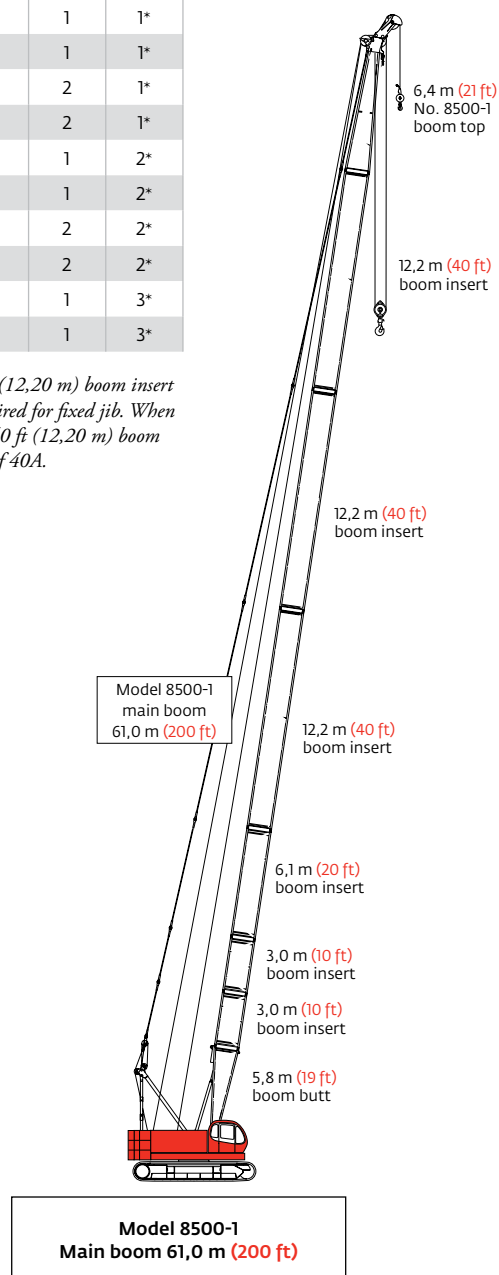 1 1*
1 1*
2 1*
2 1*
1 2*
1 2*
2 2*
2 2*
1 3*
1 3*
(12,20 m) boom insert
ired for fixed jib. When
0 ft (12,20 m) boom
f 40A.
6,4 m (21 ft)
No. 8500-1
boom top
12,2 m (40 ft)
boom insert
12,2 m (40 ft)
boom insert
Model 8500-1
main boom
61,0 m (200 ft)
12,2 m (40 ft)
boom insert
6,1 m (20 ft)
boom insert
3,0 m (10 ft)
boom insert
3,0 m (10 ft)
boom insert
5,8 m (19 ft)
boom butt
Model 8500-1
Main boom 61,0 m (200 ft)